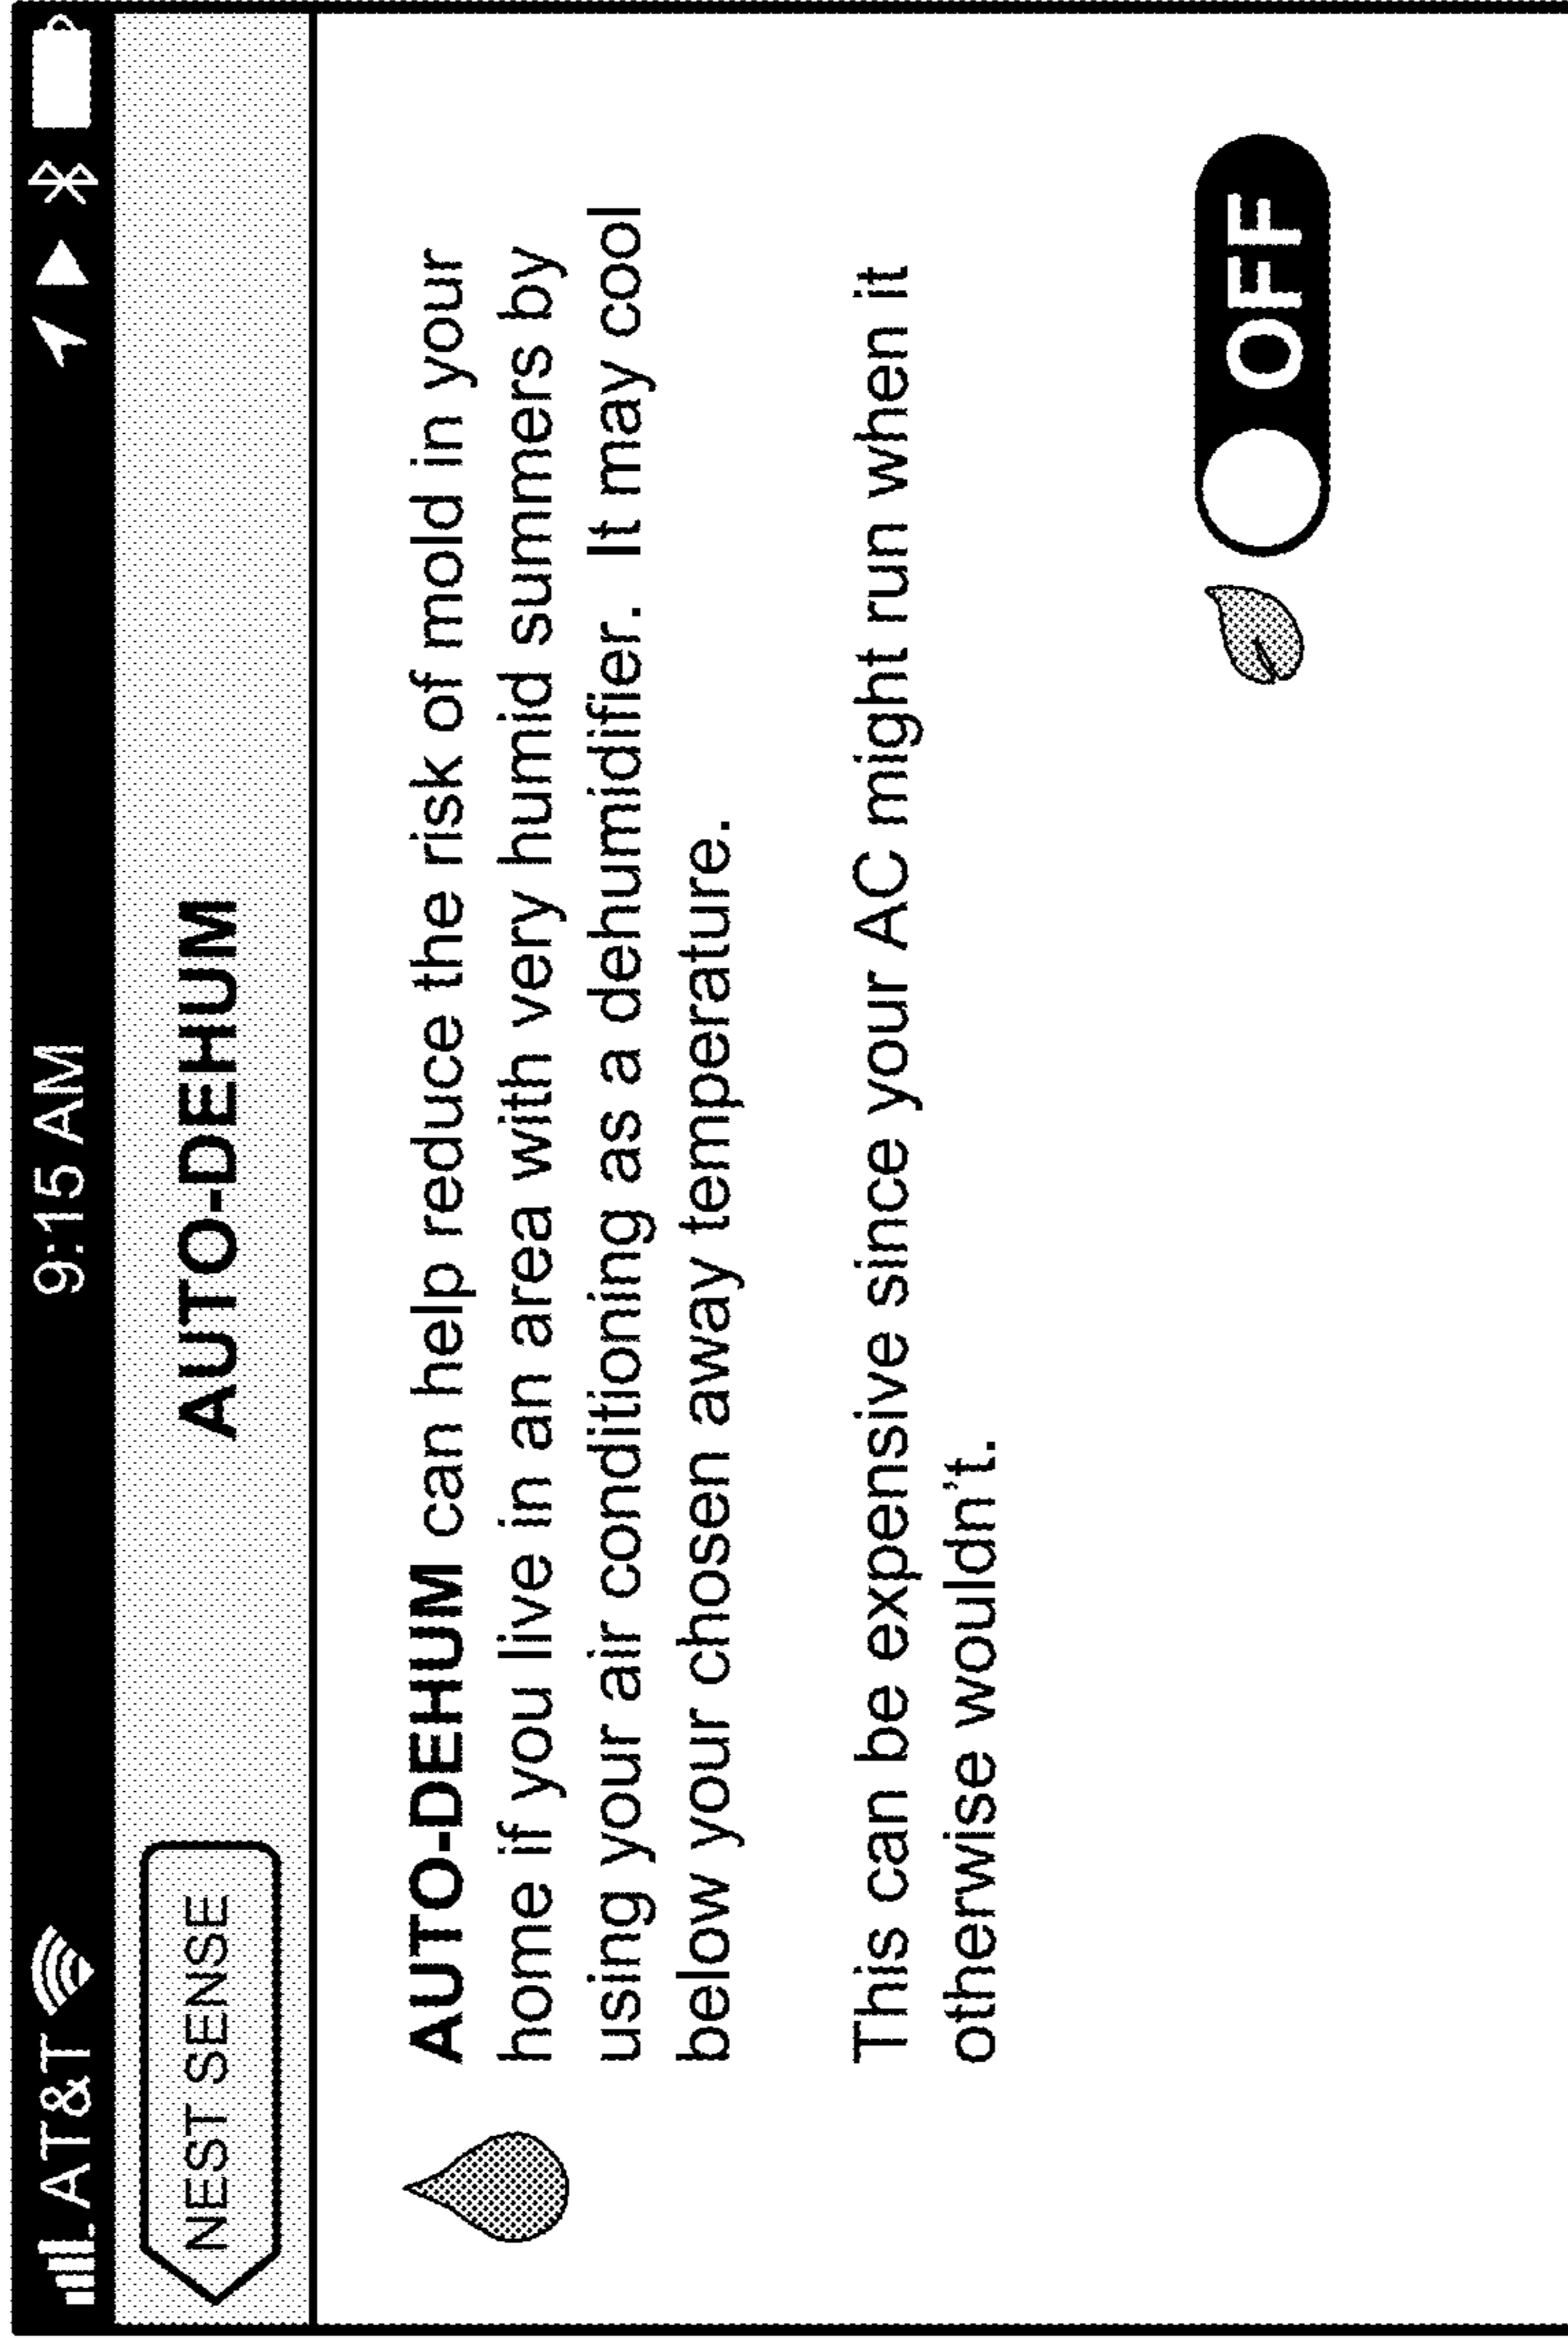 AT&T 9:15 AM
NEST SENSE AUTO-DEHUM
AUTO-DEHUM can help reduce the risk of mold in your
home if you live in an area with very humid summers by
using your air conditioning as a dehumidifier. It may cool
below your chosen away temperature.
This can be expensive since your AC might run when it
otherwise wouldn't.
OFF